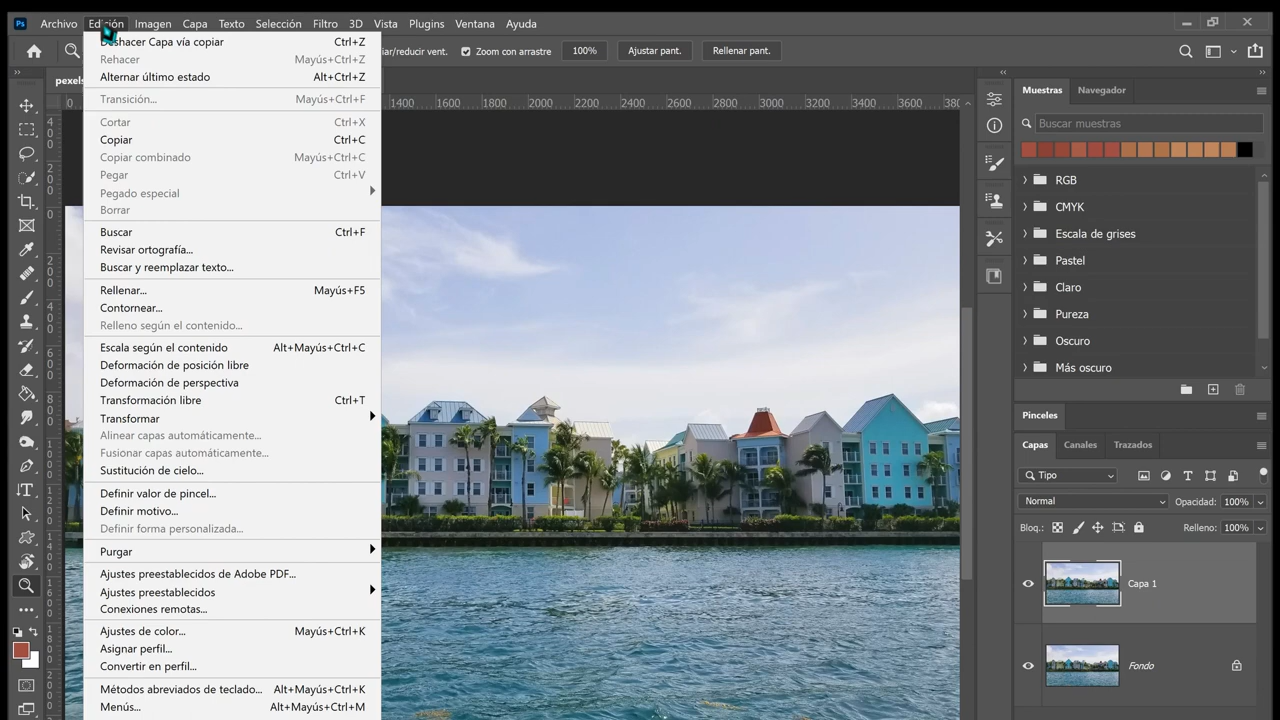 Ps Archivo Edición Imagen Capa Texto Selección Filtro 3D Vista Plugins Ventana Ayuda
iar/reducir vent. Zoom con arrastre 100% Ajustar pant. Rellenar pant.
pexels
0 1400 1600 1800 2000 2200 2400 2600 2800 3000 3200 3400 3600 380
Deshacer Capa vía copiar Ctrl+Z
Rehacer Mayús+Ctrl+Z
Alternar último estado Alt+Ctrl+Z
Transición... Mayús+Ctrl+F
Cortar Ctrl+X
Copiar Ctrl+C
Copiar combinado Mayús+Ctrl+C
Pegar Ctrl+V
Pegado especial
Borrar
Buscar Ctrl+F
Revisar ortografía...
Buscar y reemplazar texto...
Rellenar... Mayús+F5
Contornear...
Relleno según el contenido...
Escala según el contenido Alt+Mayús+Ctrl+C
Deformación de posición libre
Deformación de perspectiva
Transformación libre Ctrl+T
Transformar
Alinear capas automáticamente...
Fusionar capas automáticamente...
Sustitución de cielo...
Definir valor de pincel...
Definir motivo...
Definir forma personalizada...
Purgar
Ajustes preestablecidos de Adobe PDF...
Ajustes preestablecidos
Conexiones remotas...
Ajustes de color... Mayús+Ctrl+K
Asignar perfil...
Convertir en perfil...
Métodos abreviados de teclado... Alt+Mayús+Ctrl+K
Menús... Alt+Mayús+Ctrl+M
Muestras Navegador
Buscar muestras
RGB
CMYK
Escala de grises
Pastel
Claro
Pureza
Oscuro
Más oscuro
Pinceles
Capas Canales Trazados
Tipo
Normal Opacidad: 100%
Bloq.: Relleno: 100%
Capa 1
Fondo